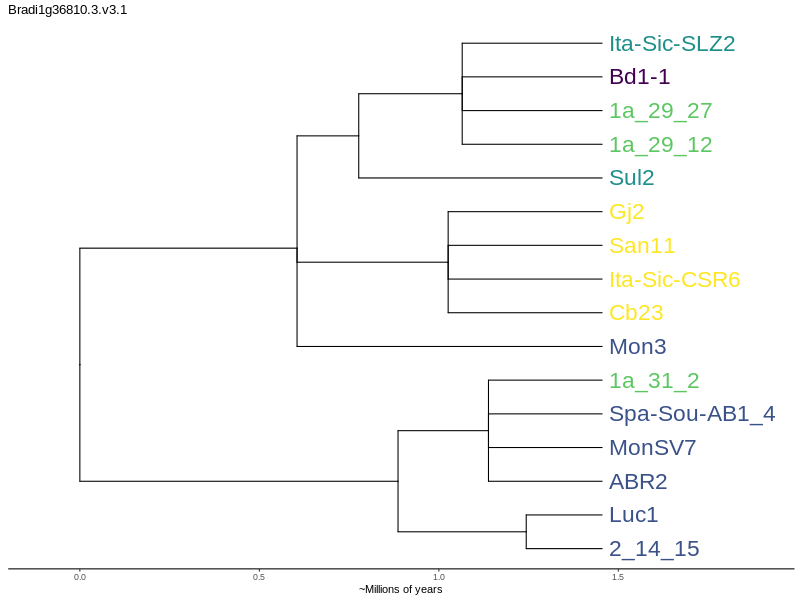 Bradi1g36810.3.v3.1
Ita-Sic-SLZ2
Bd1-1
1a_29_27
1a_29_12
Sul2
Gj2
San11
Ita-Sic-CSR6
Cb23
Mon3
1a_31_2
Spa-Sou-AB1_4
MonSV7
ABR2
Luc1
2_14_15
0.0 0.5 1.0 1.5
~Millions of years